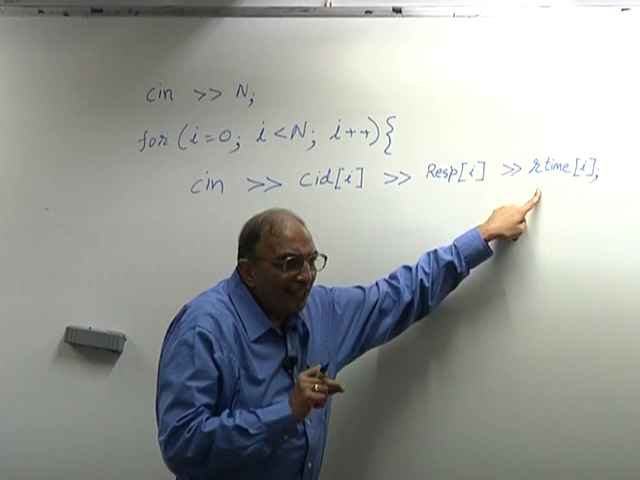 cin >> N;
for (i=0; i<N; i++){
cin >> cid[i] >> Resp[i] >> rtime[i];